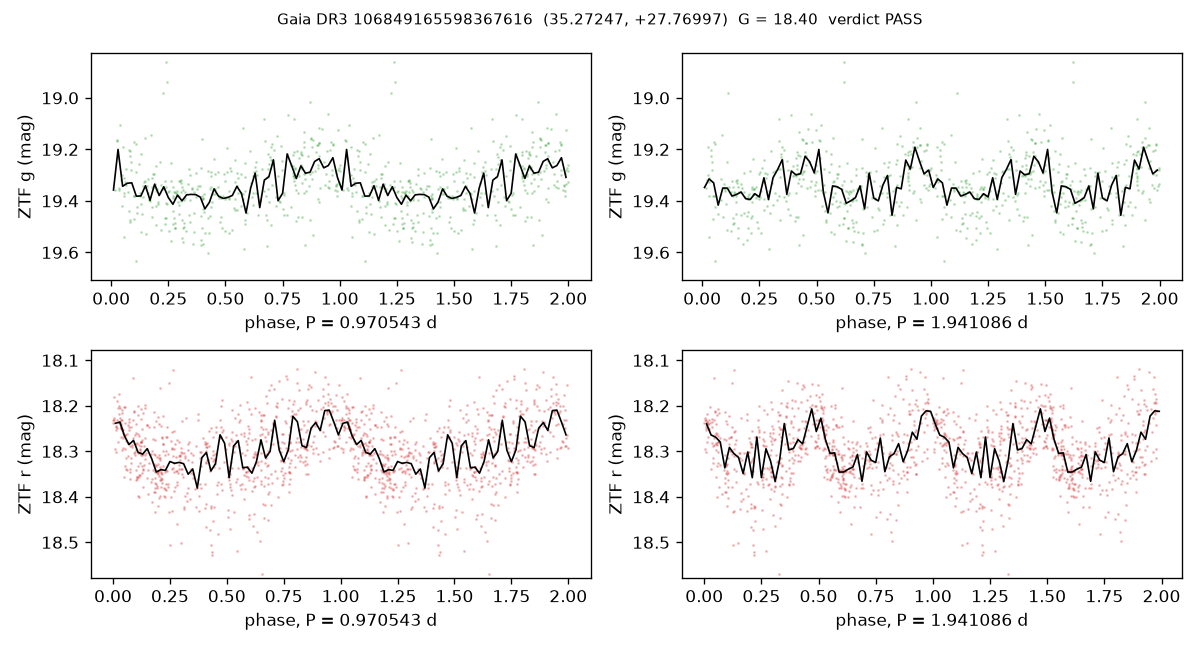 Gaia DR3 106849165598367616 (35.27247, +27.76997) G = 18.40 verdict PASS
ZTF g (mag)
19.0
19.2
19.4
19.6
0.00 0.25 0.50 0.75 1.00 1.25 1.50 1.75 2.00
phase, P = 0.970543 d
ZTF g (mag)
19.0
19.2
19.4
19.6
0.00 0.25 0.50 0.75 1.00 1.25 1.50 1.75 2.00
phase, P = 1.941086 d
ZTF r (mag)
18.1
18.2
18.3
18.4
18.5
0.00 0.25 0.50 0.75 1.00 1.25 1.50 1.75 2.00
phase, P = 0.970543 d
ZTF r (mag)
18.1
18.2
18.3
18.4
18.5
0.00 0.25 0.50 0.75 1.00 1.25 1.50 1.75 2.00
phase, P = 1.941086 d